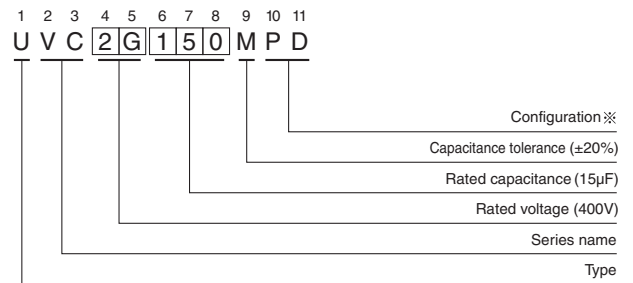 1 2 3 4 5 6 7 8 9 10 11
U V C 2 G 1 5 0 M P D
Configuration※
Capacitance tolerance (±20%)
Rated capacitance (15µF)
Rated voltage (400V)
Series name
Type